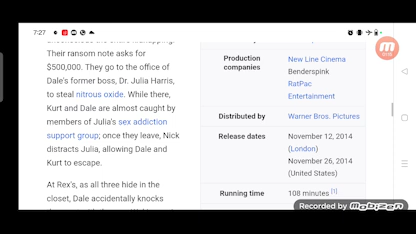 7:27
Their ransom note asks for
$500,000. They go to the office of
Dale's former boss, Dr. Julia Harris,
to steal nitrous oxide. While there,
Kurt and Dale are almost caught by
members of Julia's sex addiction
support group; once they leave, Nick
distracts Julia, allowing Dale and
Kurt to escape.
At Rex's, as all three hide in the
closet, Dale accidentally knocks
Production
companies
New Line Cinema
Benderspink
RatPac
Entertainment
Distributed by
Warner Bros. Pictures
Release dates
November 12, 2014
(London)
November 26, 2014
(United States)
Running time
108 minutes [1]
Recorded by Mobizen